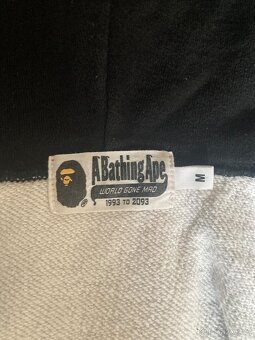 A Bathing Ape
WORLD GONE MAD
1993 TO 2093
M